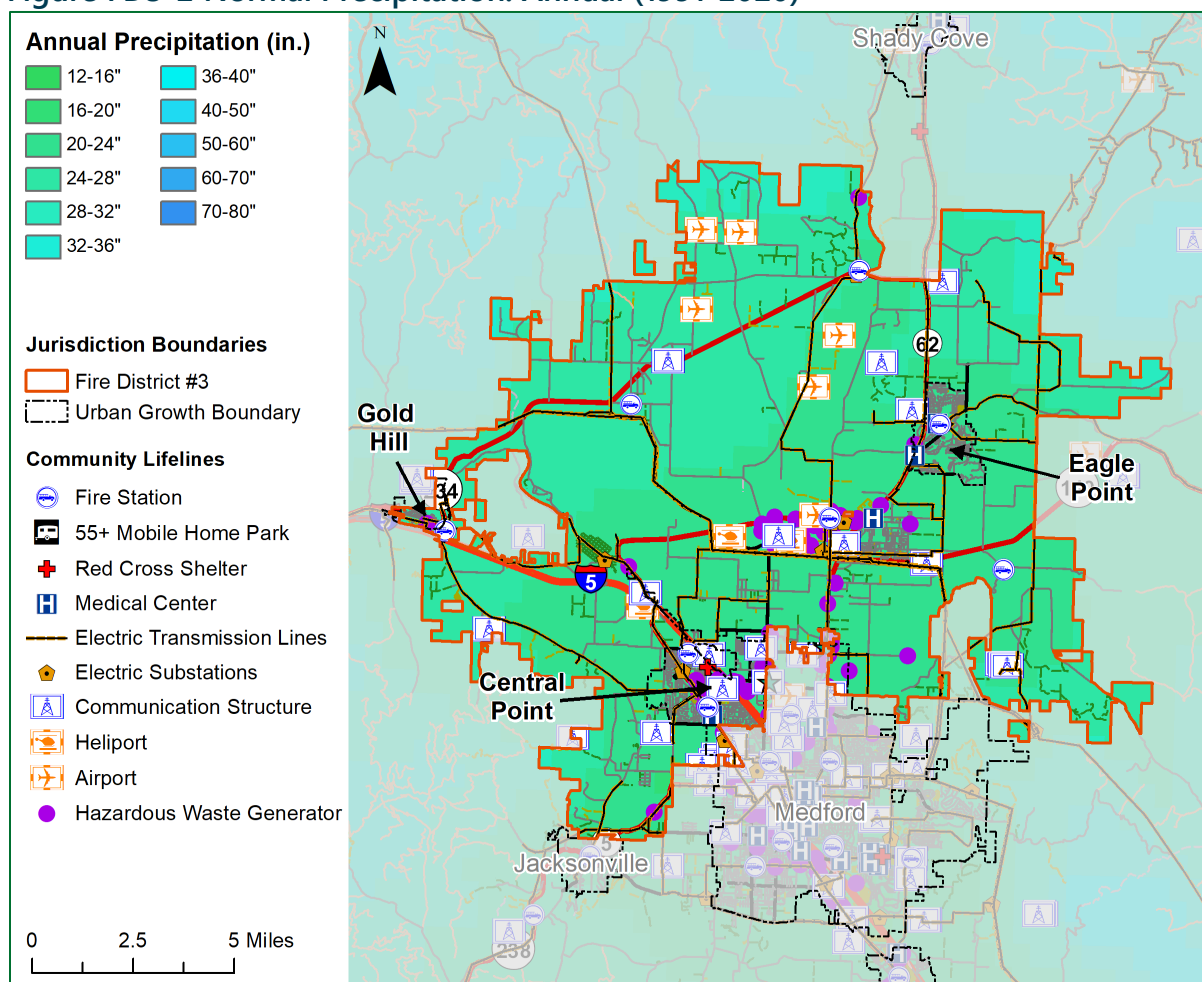 Annual Precipitation (in.)
12-16"
16-20"
20-24"
24-28"
28-32"
32-36"
36-40"
40-50"
50-60"
60-70"
70-80"
Jurisdiction Boundaries
Fire District #3
Urban Growth Boundary
Community Lifelines
Fire Station
55+ Mobile Home Park
Red Cross Shelter
Medical Center
Electric Transmission Lines
Electric Substations
Communication Structure
Heliport
Airport
Hazardous Waste Generator
0 2.5 5 Miles
N
Shady Cove
62
Gold
Hill
34
Eagle
Point
5
Central
Point
Medford
Jacksonville
5
238